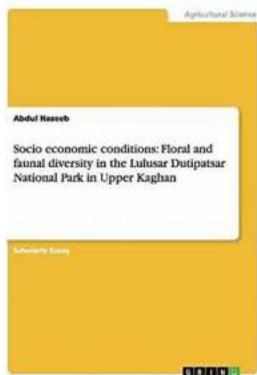 Agricultural Science
Abdul Haseeb
Socio economic conditions: Floral and
faunal diversity in the Lulusar Dutipatsar
National Park in Upper Kaghan
Scholarly Essay
GRIN